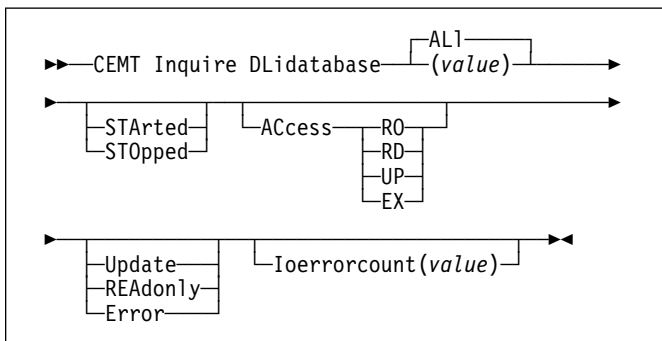 ALl
CEMT Inquire DLidatabase (value)
STArted ACcess RO
STOpped RD
UP
EX
Update Ioerrorcount(value)
REAdonly
Error